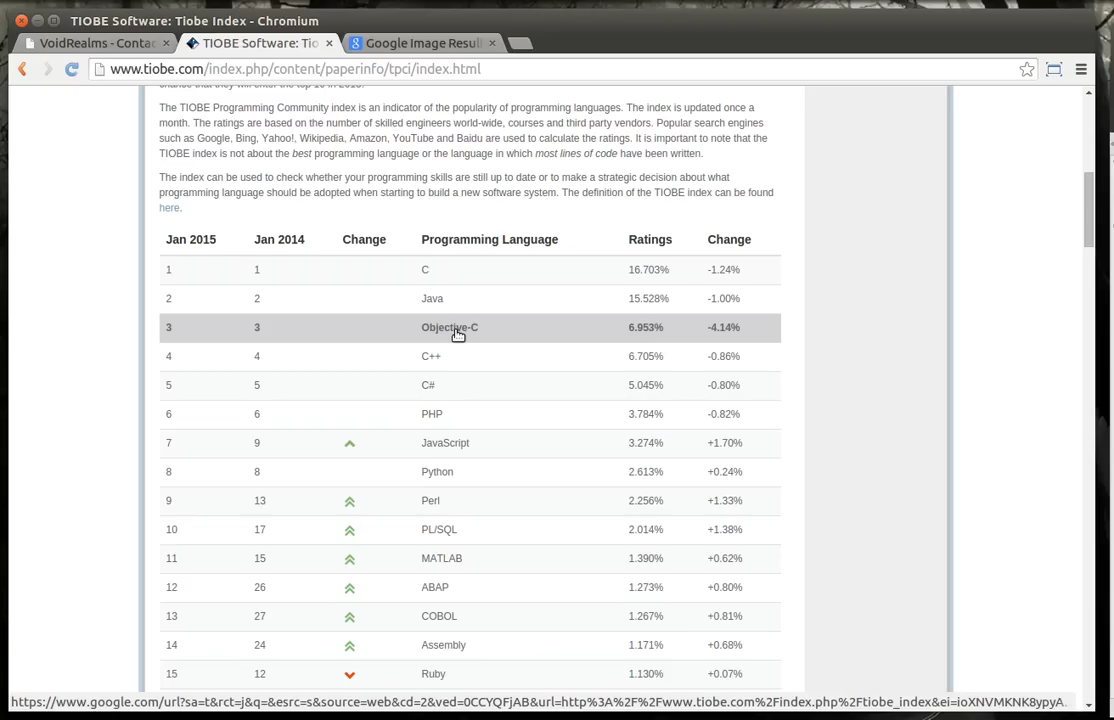 TIOBE Software: Tiobe Index - Chromium
VoidRealms - Contac
TIOBE Software: Tio
Google Image Result
www.tiobe.com/index.php/content/paperinfo/tpci/index.html
The TIOBE Programming Community index is an indicator of the popularity of programming languages. The index is updated once a
month. The ratings are based on the number of skilled engineers world-wide, courses and third party vendors. Popular search engines
such as Google, Bing, Yahoo!, Wikipedia, Amazon, YouTube and Baidu are used to calculate the ratings. It is important to note that the
TIOBE index is not about the best programming language or the language in which most lines of code have been written.
The index can be used to check whether your programming skills are still up to date or to make a strategic decision about what
programming language should be adopted when starting to build a new software system. The definition of the TIOBE index can be found
here.
Jan 2015 Jan 2014 Change Programming Language Ratings Change
1 1 C 16.703% -1.24%
2 2 Java 15.528% -1.00%
3 3 Objective-C 6.953% -4.14%
4 4 C++ 6.705% -0.86%
5 5 C# 5.045% -0.80%
6 6 PHP 3.784% -0.82%
7 9 JavaScript 3.274% +1.70%
8 8 Python 2.613% +0.24%
9 13 Perl 2.256% +1.33%
10 17 PL/SQL 2.014% +1.38%
11 15 MATLAB 1.390% +0.62%
12 26 ABAP 1.273% +0.80%
13 27 COBOL 1.267% +0.81%
14 24 Assembly 1.171% +0.68%
15 12 Ruby 1.130% +0.07%
https://www.google.com/url?sa=t&rct=j&q=&esrc=s&source=web&cd=2&ved=0CCYQFjAB&url=http%3A%2F%2Fwww.tiobe.com%2Findex.php%2Ftiobe_index&ei=ioXNVMKNK8ypyA...